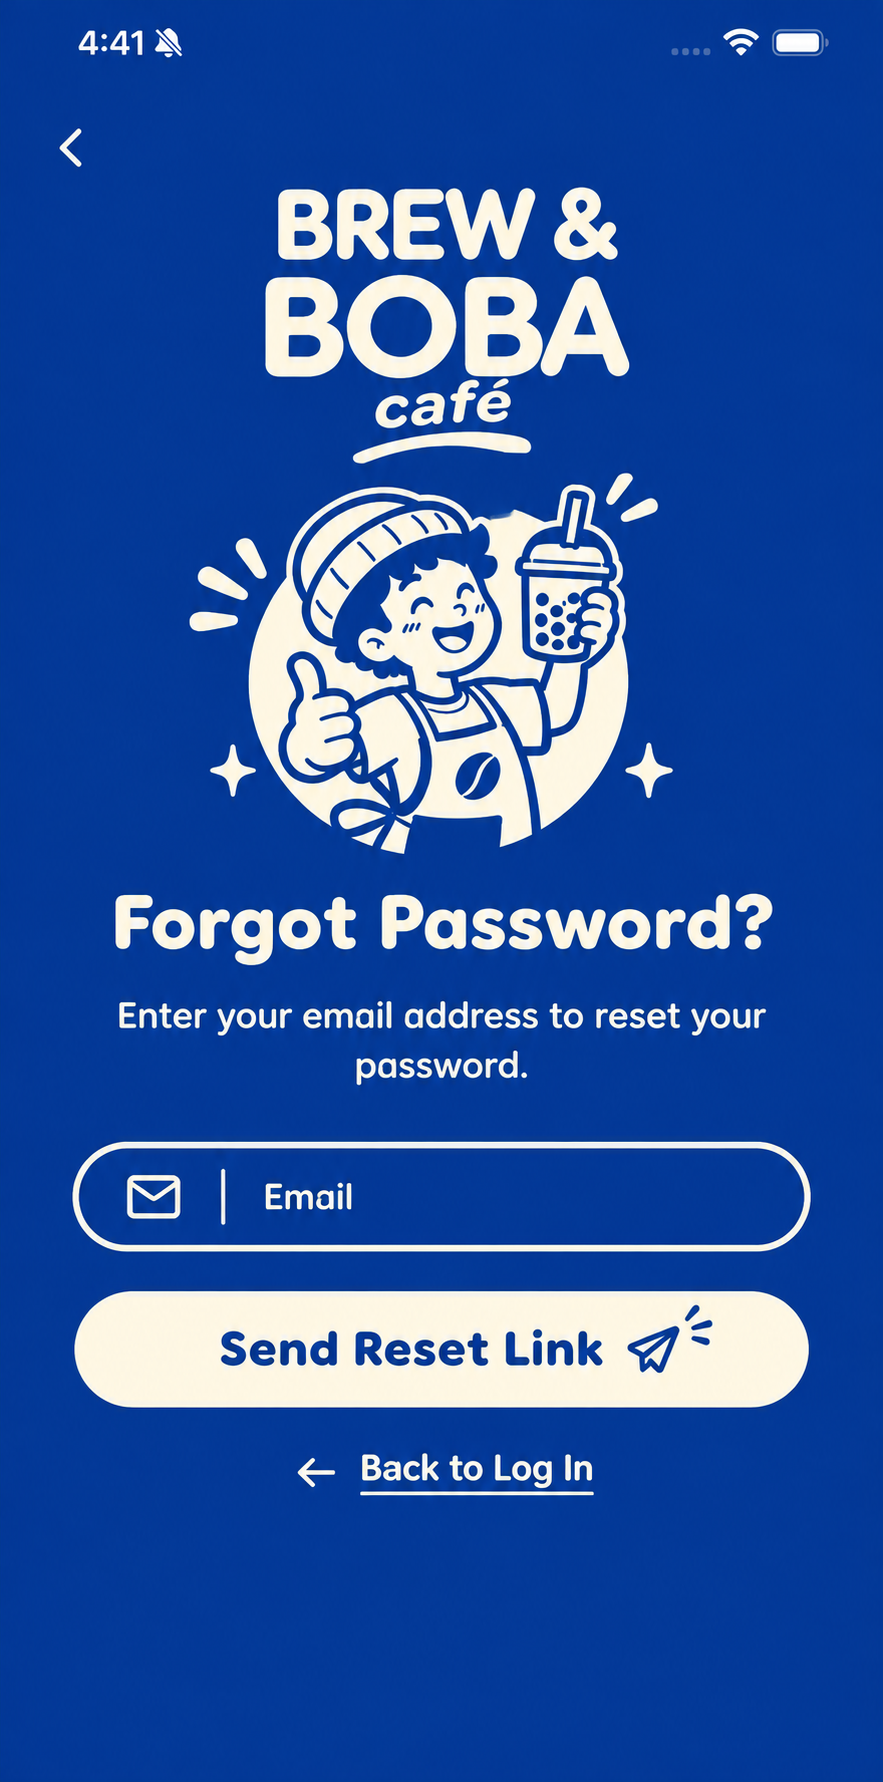 4:41
BREW &
BOBA
café
Forgot Password?
Enter your email address to reset your
password.
Email
Send Reset Link
Back to Log In